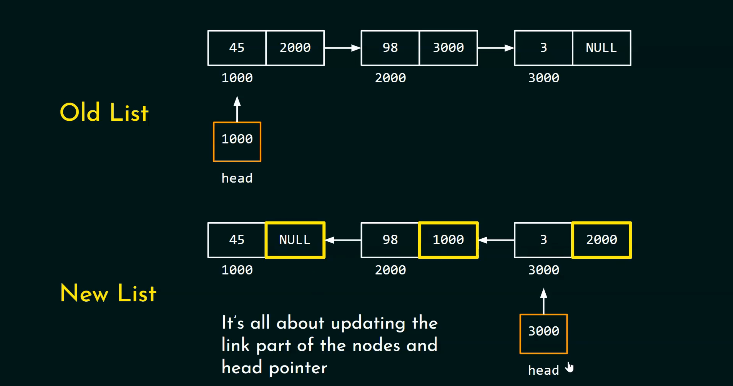 45 2000 98 3000 3 NULL
1000 2000 3000
Old List
1000
head
45 NULL 98 1000 3 2000
1000 2000 3000
New List
It's all about updating the
link part of the nodes and
head pointer
3000
head